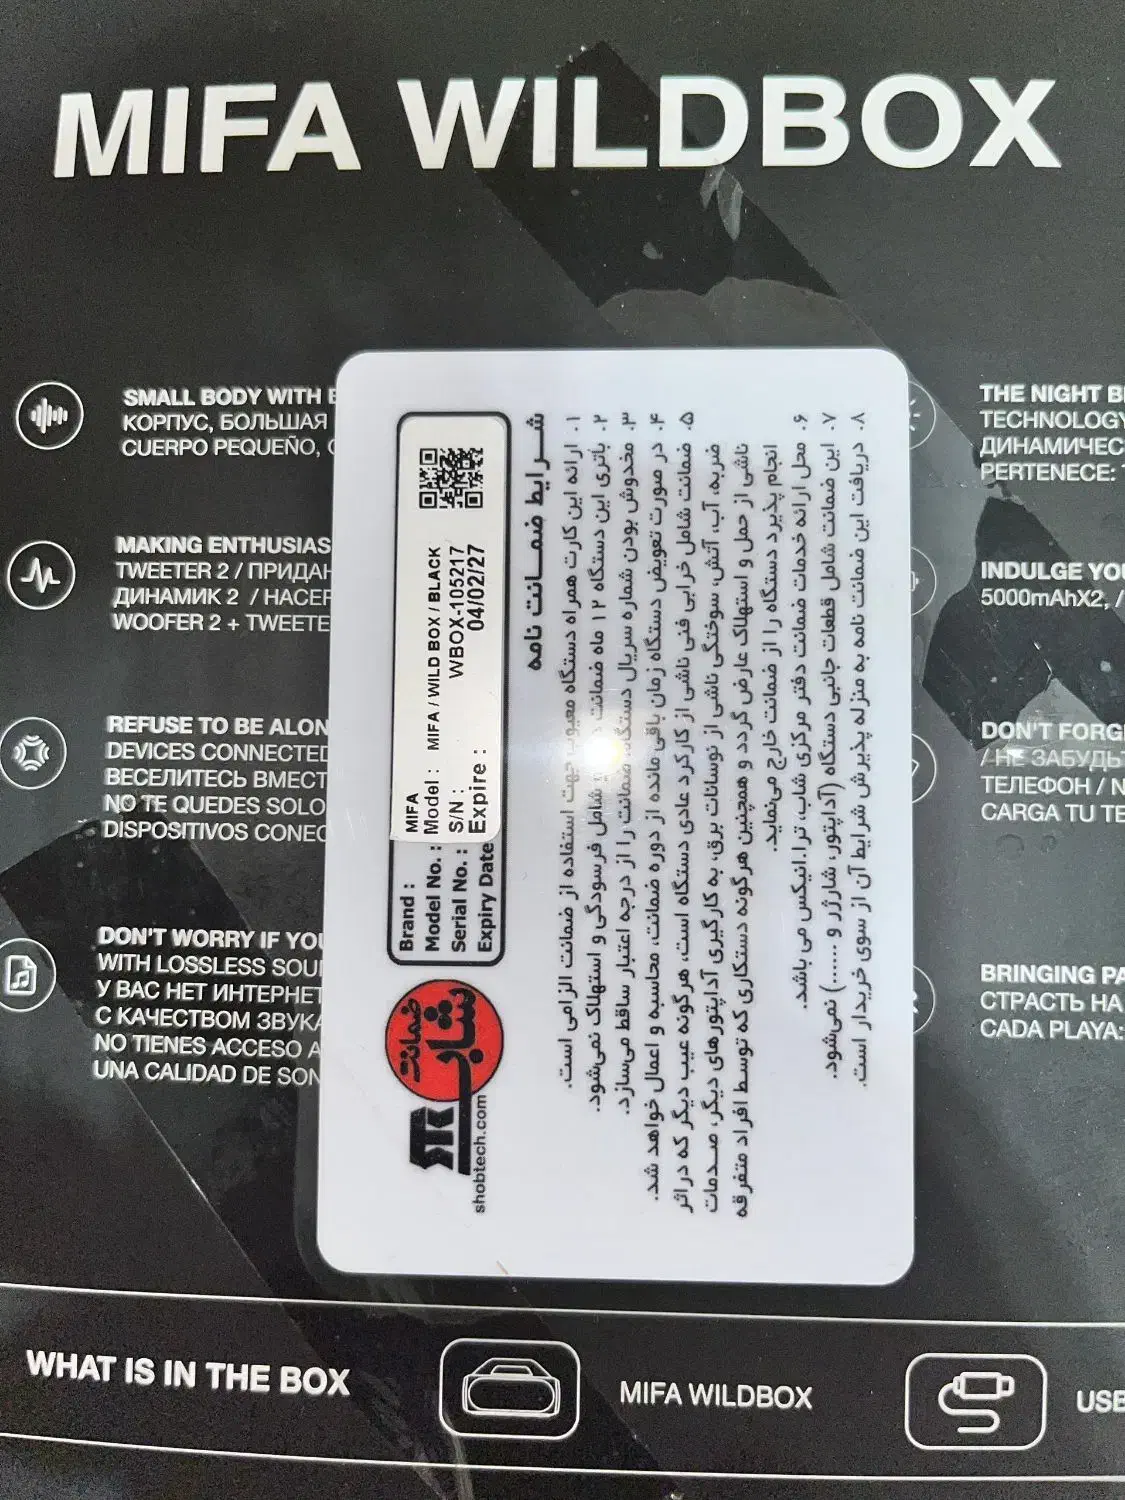 MIFA WILDBOX
SMALL BODY WITH
КОРПУС, БОЛЬШАЯ
CUERPO PEQUEÑO,
MAKING ENTHUSIAS
TWEETER 2 / ПРИДАН
ДИНАМИК 2 / HACER
WOOFER 2 + TWEETE
REFUSE TO BE ALON
DEVICES CONNECTED
ВЕСЕЛИТЕСЬ ВМЕСТ
NO TE QUEDES SOLO
DISPOSITIVOS CONEC
DON'T WORRY IF YOU
WITH LOSSLESS SOUN
У ВАС НЕТ ИНТЕРНЕТ
С КАЧЕСТВОМ ЗВУКА
NO TIENES ACCESO A
UNA CALIDAD DE SON
THE NIGHT B
TECHNOLOGY
ДИНАМИЧЕС
PERTENECE:
INDULGE YOU
5000mAhX2, /
DON'T FORG
/ НЕ ЗАБУДЬ
ТЕЛЕФОН / N
CARGA TU TE
BRINGING PA
СТРАСТЬ НА
CADA PLAYA:
ضمانت
شتاب
shobtech.com
Brand :
Model No. :
Serial No. :
Expiry Date
MIFA
Model : MIFA / WILD BOX / BLACK
S/N : WBOX-105217
Expire : 04/02/27
شرایط ضمانت نامه
۱. ارائه این کارت همراه دستگاه معیوب جهت استفاده از ضمانت الزامی است.
۲. باتری این دستگاه ۱۲ ماه ضمانت شامل فرسودگی و استهلاک نمی‌شود.
۳. مخدوش بودن شماره سریال دستگاه، ضمانت را از درجه اعتبار ساقط می‌سازد.
۴. در صورت تعویض دستگاه زمان باقی مانده از دوره ضمانت، محاسبه و اعمال خواهد شد.
۵. ضمانت شامل خرابی فنی ناشی از کارکرد عادی دستگاه است، هرگونه عیب دیگر که در اثر
ضربه، آب، آتش، سوختگی ناشی از نوسانات برق، به کارگیری آداپتورهای دیگر، صدمات
ناشی از حمل و استهلاک عارض گردد و همچنین هرگونه دستکاری که توسط افراد متفرقه
انجام پذیرد دستگاه را از ضمانت خارج می‌نماید.
۶. محل ارائه خدمات ضمانت دفتر مرکزی شاب، ترا.انیکس می باشد.
۷. این ضمانت شامل قطعات جانبی دستگاه (آداپتور، شارژر و ......) نمی‌شود.
۸. دریافت این ضمانت نامه به منزله پذیرش شرایط آن از سوی خریدار است.
WHAT IS IN THE BOX
MIFA WILDBOX
USB